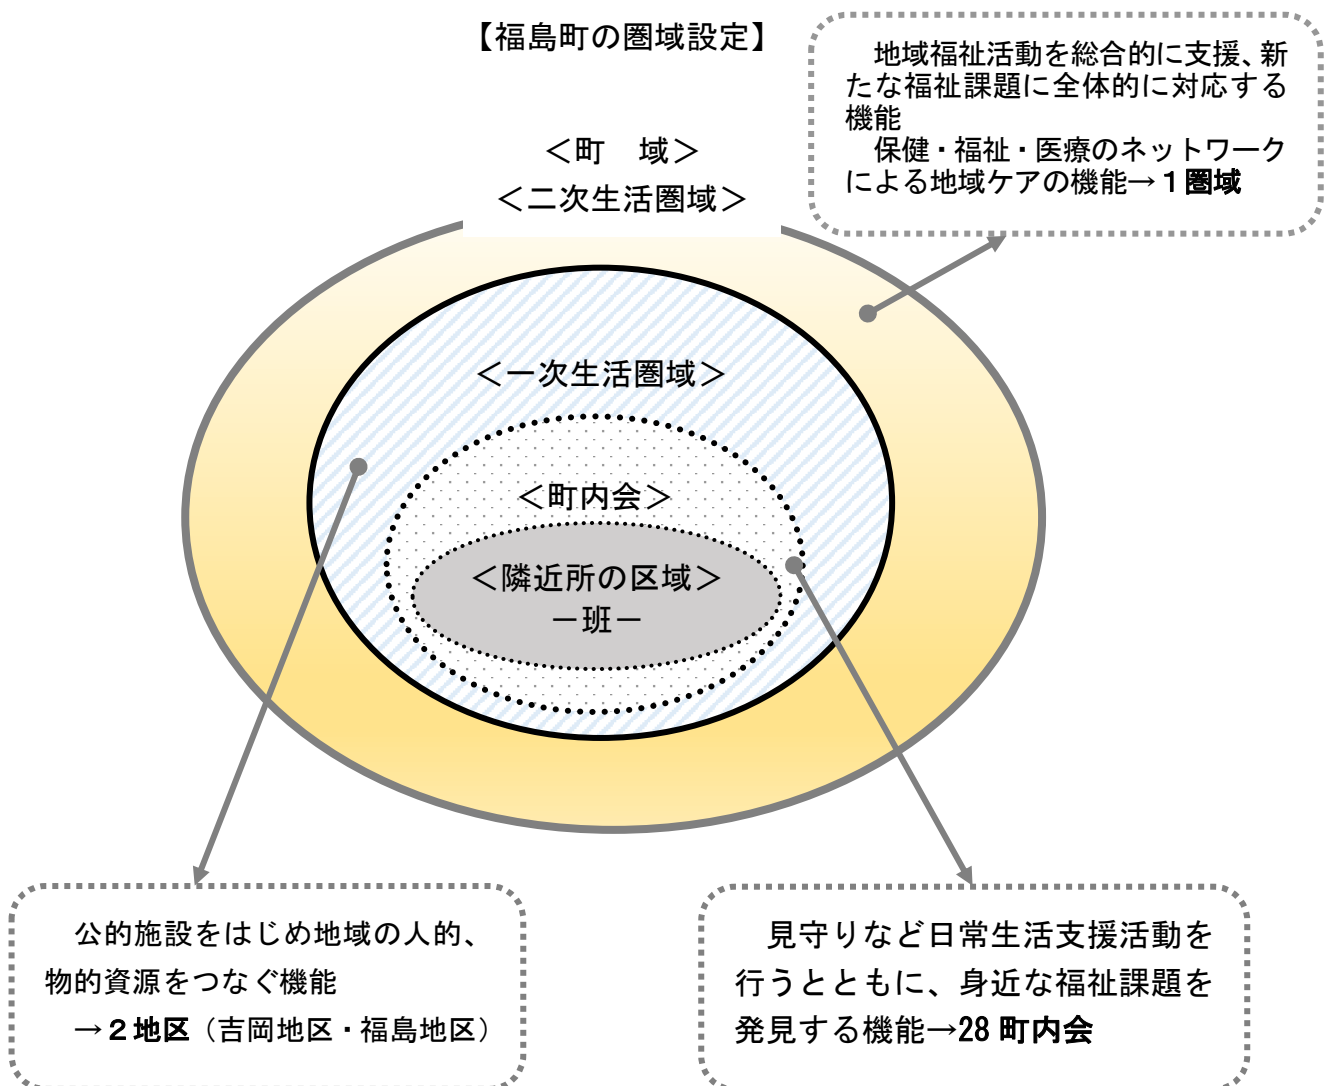 【福島町の圏域設定】
　地域福祉活動を総合的に支援、新
たな福祉課題に全体的に対応する
機能
　保健・福祉・医療のネットワーク
による地域ケアの機能→１圏域
＜町　域＞
＜二次生活圏域＞
＜一次生活圏域＞
＜町内会＞
＜隣近所の区域＞
－班－
　公的施設をはじめ地域の人的、
物的資源をつなぐ機能
　→２地区（吉岡地区・福島地区）
　見守りなど日常生活支援活動を
行うとともに、身近な福祉課題を
発見する機能→28 町内会